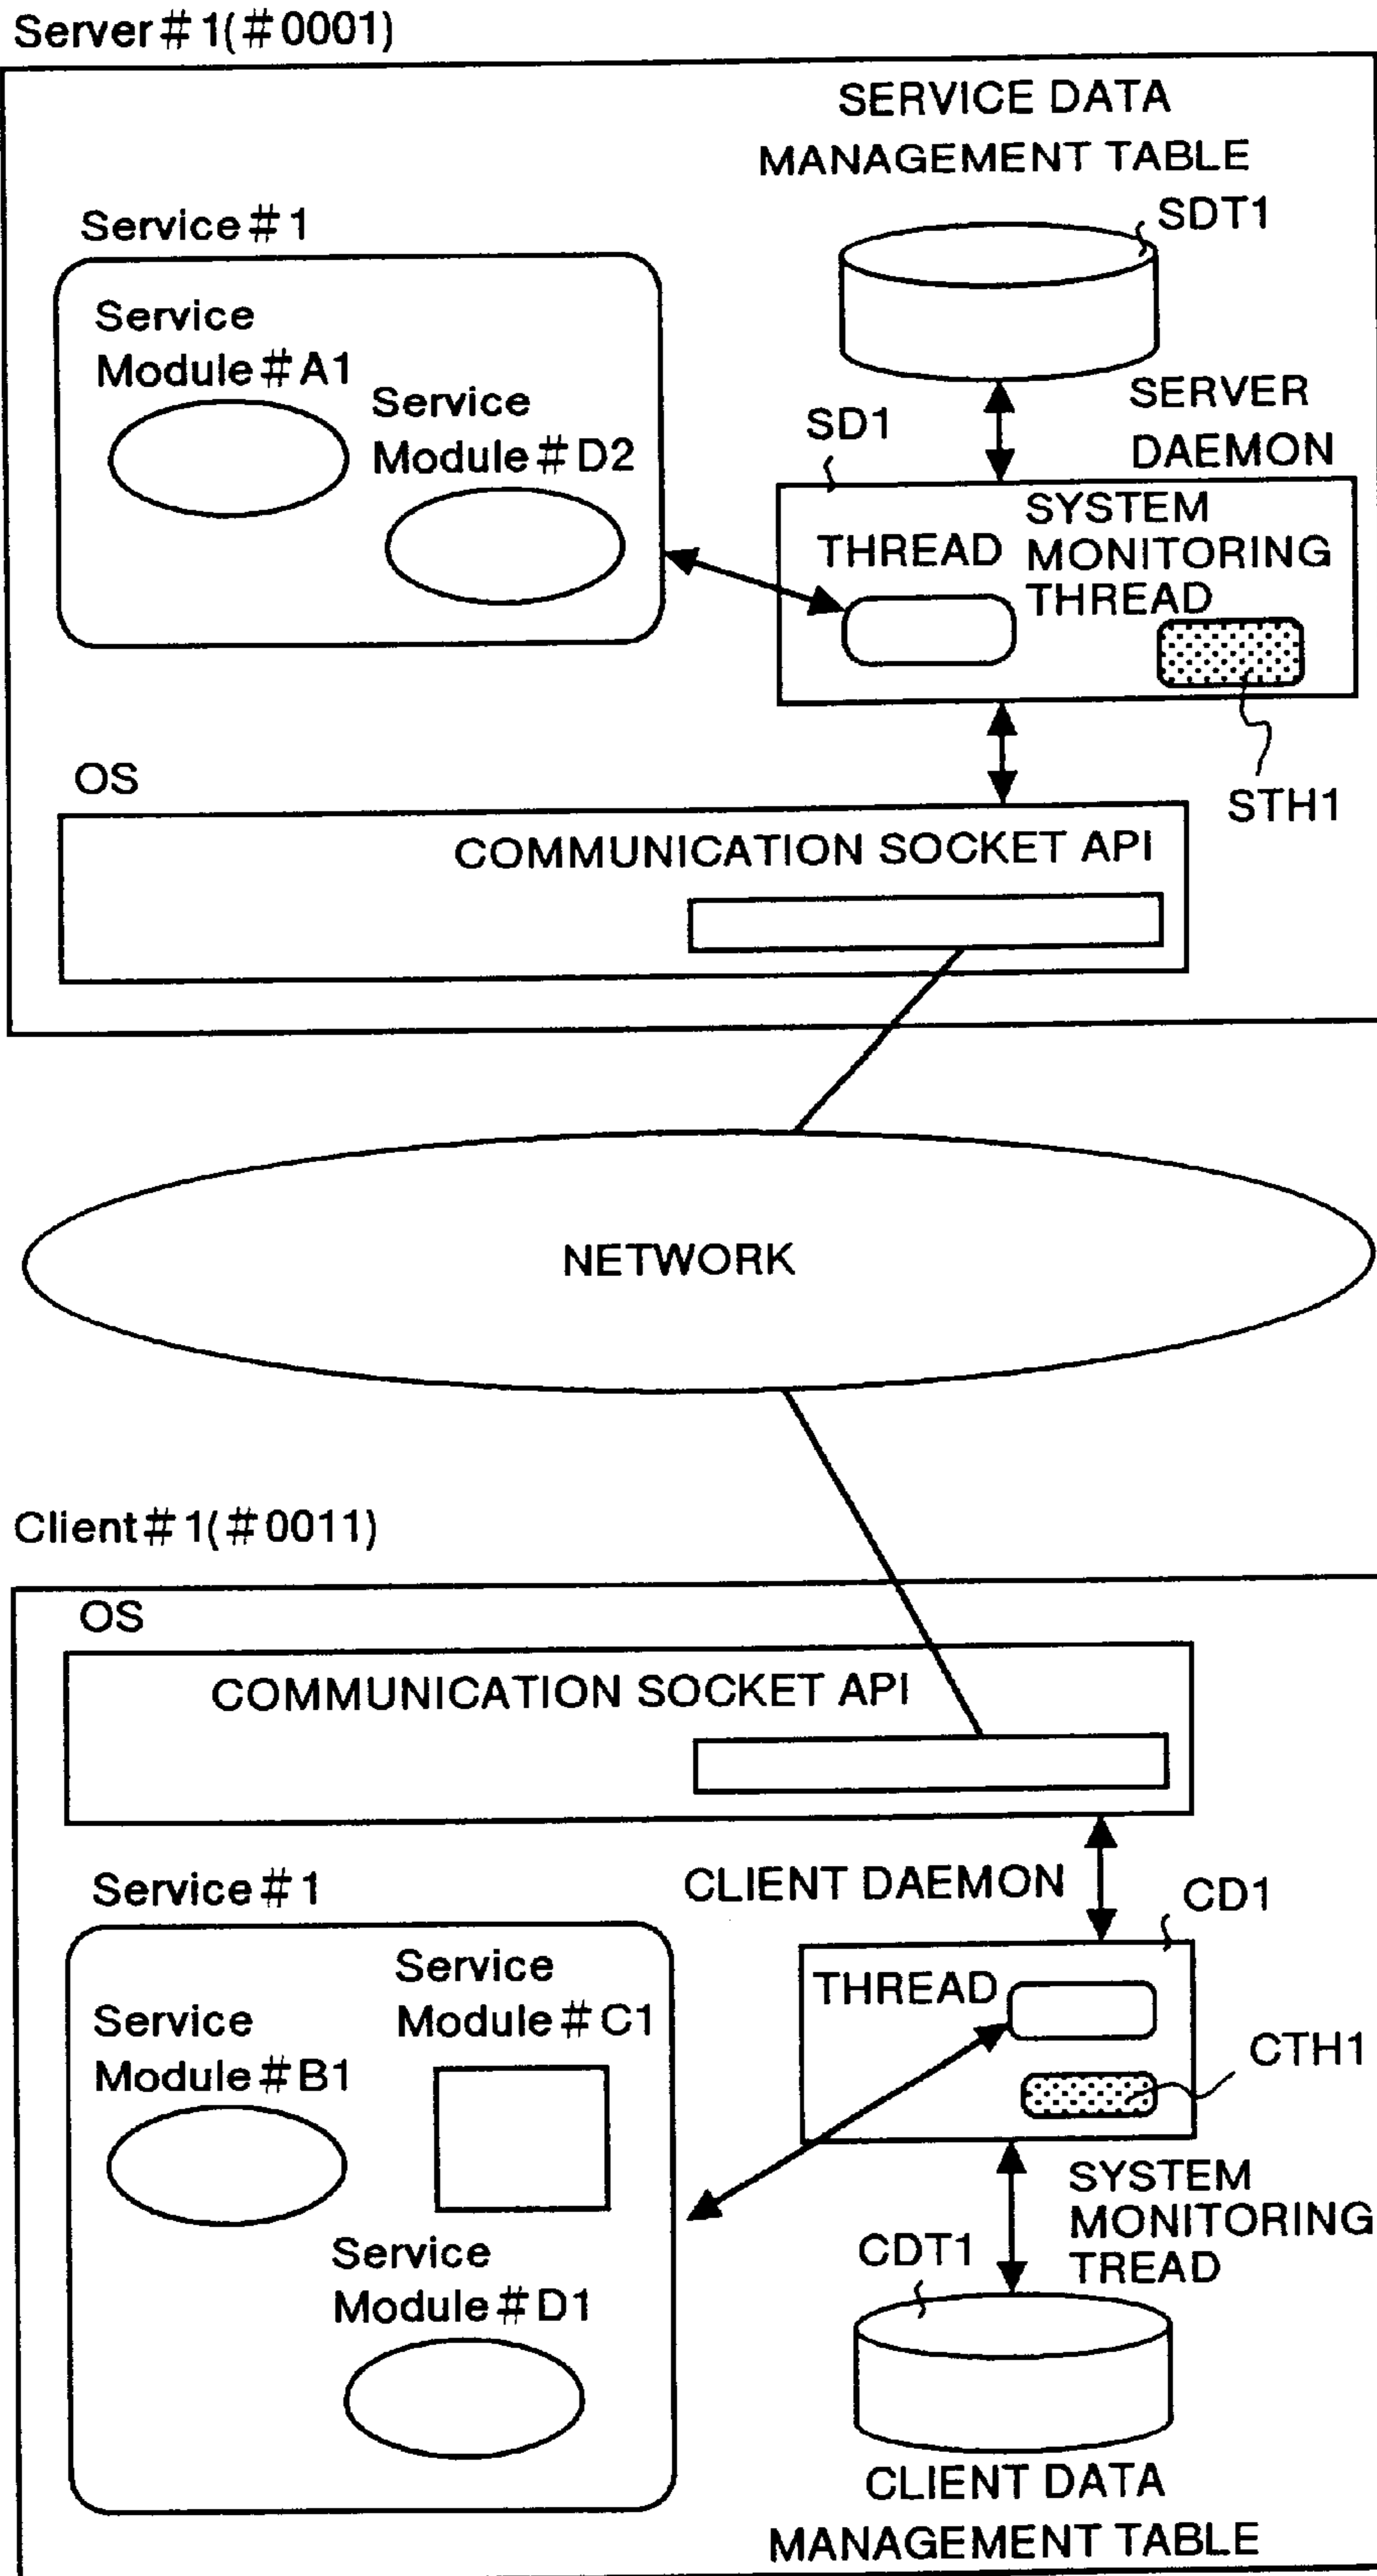 Server#1(#0001)
SERVICE DATA
MANAGEMENT TABLE
SDT1
Service#1
Service
Module#A1
Service
Module#D2
SD1
SERVER
DAEMON
THREAD
SYSTEM
MONITORING
THREAD
STH1
OS
COMMUNICATION SOCKET API
NETWORK
Client#1(#0011)
OS
COMMUNICATION SOCKET API
Service#1
CLIENT DAEMON
CD1
Service
Module#C1
Service
Module#B1
THREAD
CTH1
Service
Module#D1
SYSTEM
MONITORING
TREAD
CDT1
CLIENT DATA
MANAGEMENT TABLE